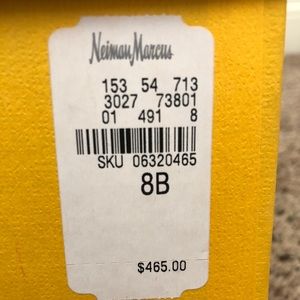 Neiman Marcus
153 54 713
3027 73801
01 491 8
SKU 06320465
8B
$465.00